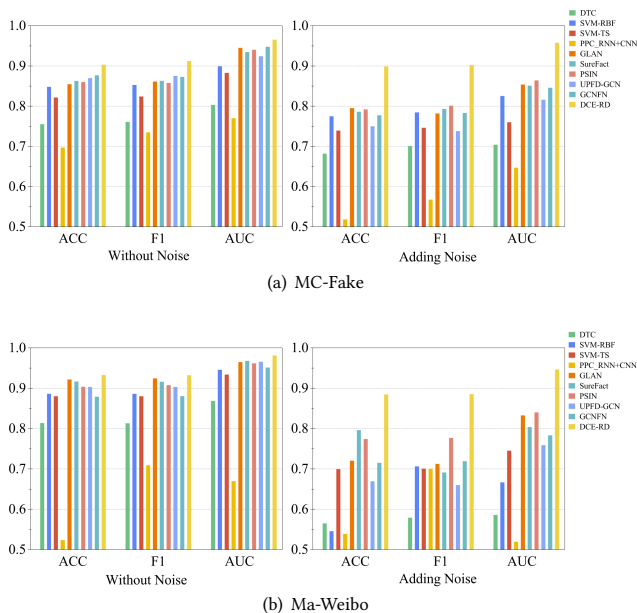 1.0
0.9
0.8
0.7
0.6
0.5
ACC
F1
AUC
Without Noise
1.0
0.9
0.8
0.7
0.6
0.5
ACC
F1
AUC
Adding Noise
DTC
SVM-RBF
SVM-TS
PPC_RNN+CNN
GLAN
SureFact
PSIN
UPFD-GCN
GCNFN
DCE-RD
(a) MC-Fake
1.0
0.9
0.8
0.7
0.6
0.5
ACC
F1
AUC
Without Noise
1.0
0.9
0.8
0.7
0.6
0.5
ACC
F1
AUC
Adding Noise
DTC
SVM-RBF
SVM-TS
PPC_RNN+CNN
GLAN
SureFact
PSIN
UPFD-GCN
GCNFN
DCE-RD
(b) Ma-Weibo